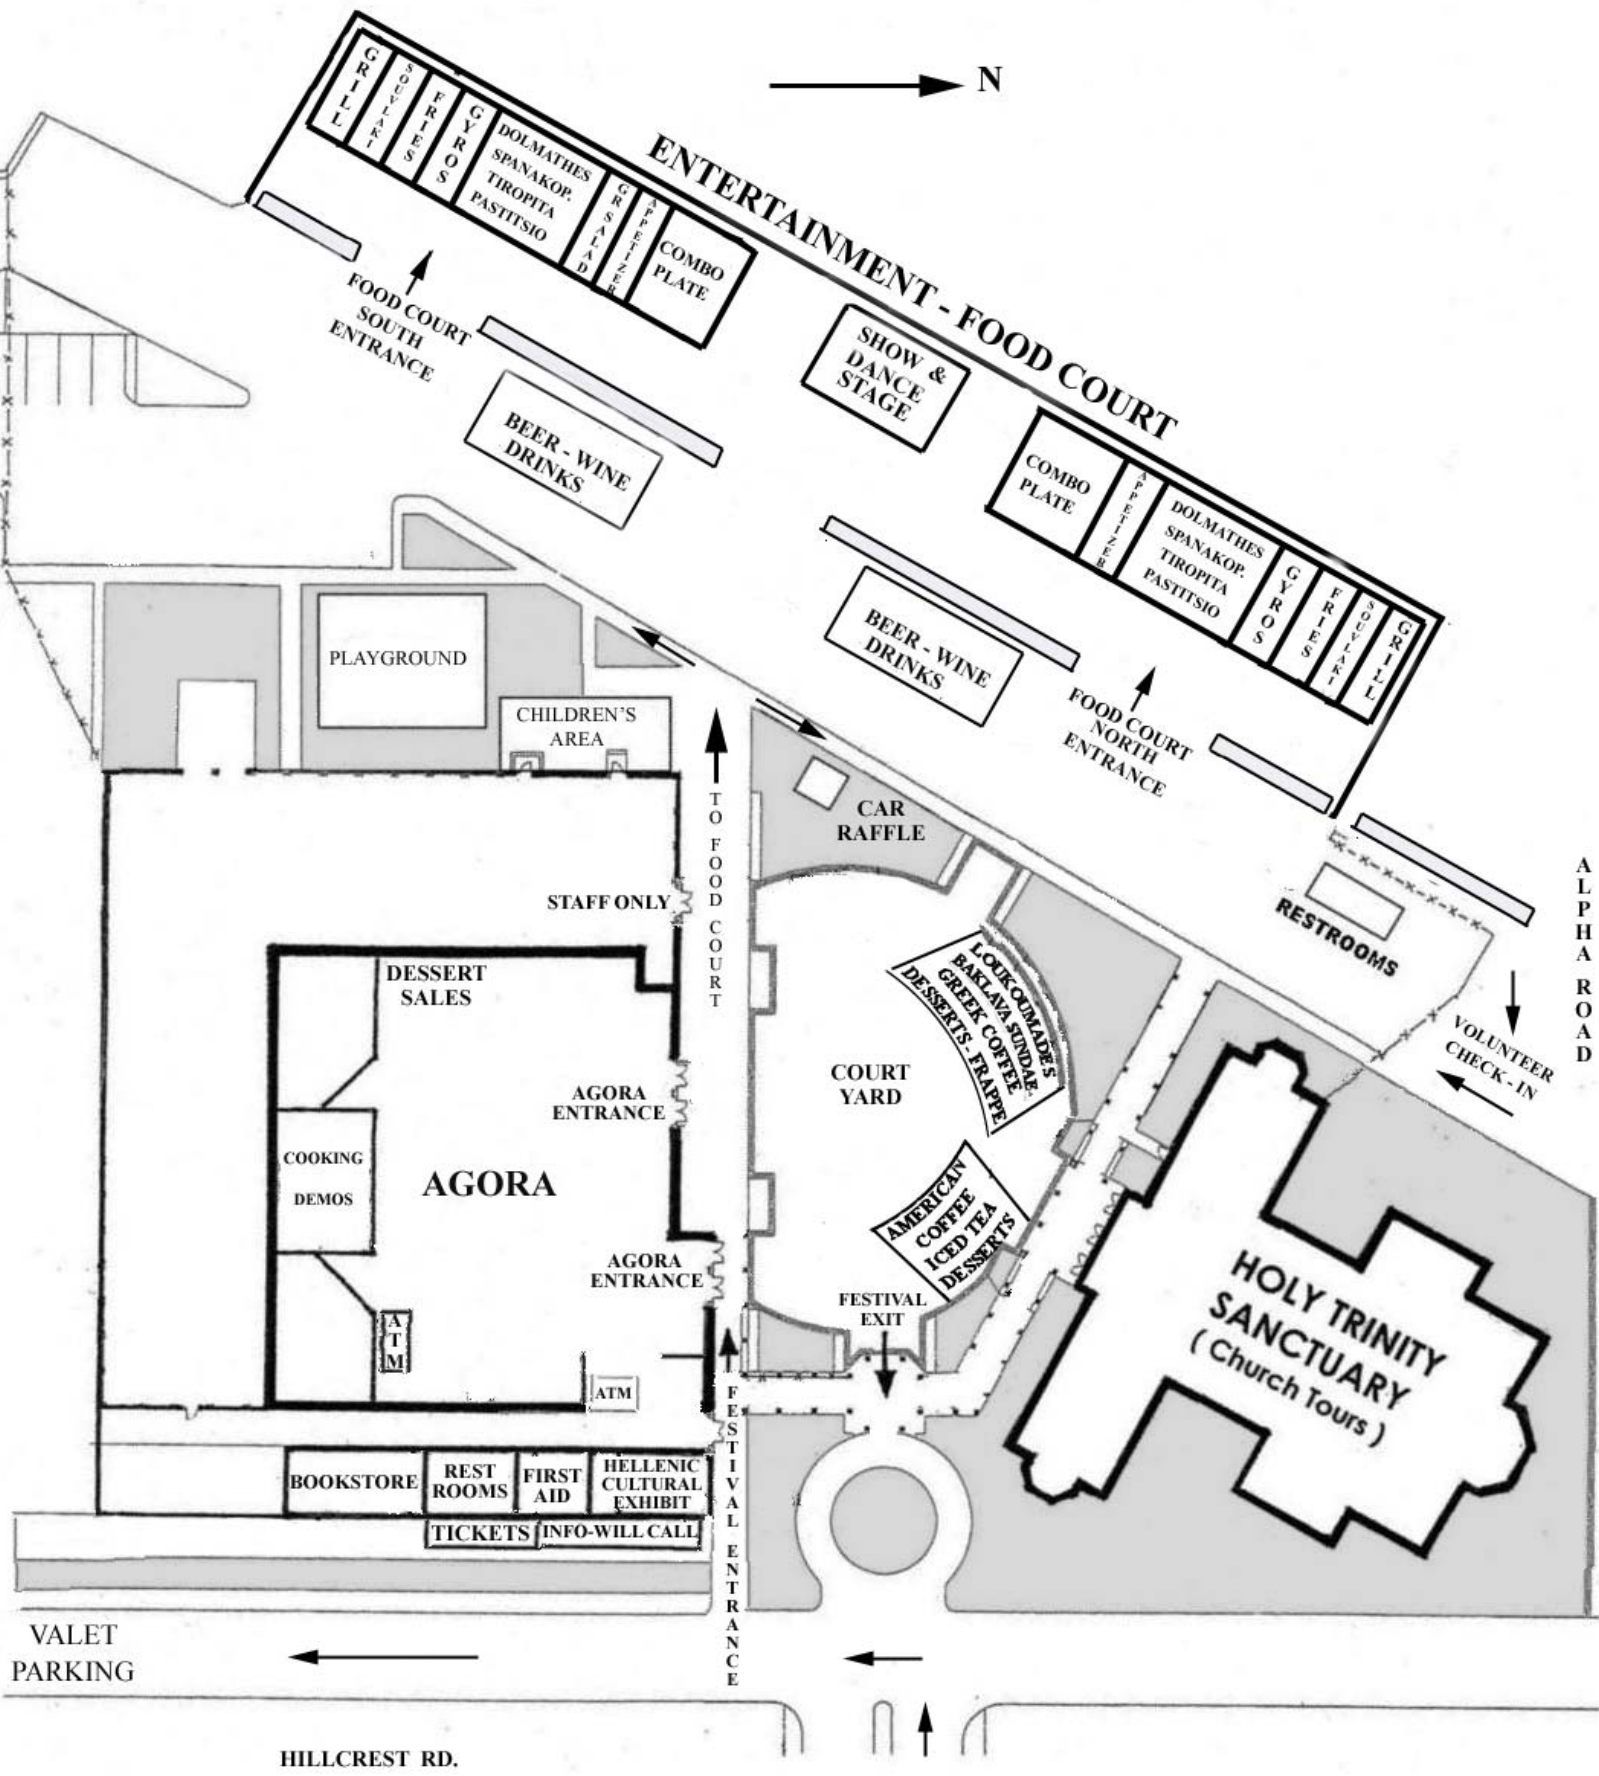 N
ENTERTAINMENT - FOOD COURT
GRILL
SOUVLAKI
FRIES
GYROS
DOLMATHES
SPANAKOP.
TIROPITA
PASTITSIO
GR SALAD
APPETIZER
COMBO
PLATE
FOOD COURT
SOUTH
ENTRANCE
SHOW &
DANCE
STAGE
BEER - WINE
DRINKS
COMBO
PLATE
APPETIZER
DOLMATHES
SPANAKOP.
TIROPITA
PASTITSIO
GYROS
FRIES
SOUVLAKI
GRILL
BEER - WINE
DRINKS
FOOD COURT
NORTH
ENTRANCE
PLAYGROUND
CHILDREN'S
AREA
TO FOOD COURT
CAR
RAFFLE
RESTROOMS
ALPHA ROAD
VOLUNTEER
CHECK - IN
STAFF ONLY
DESSERT
SALES
LOUKOUMADES
BAKLAVA SUNDAE
GREEK COFFEE
DESSERTS - FRAPPE
COURT
YARD
AGORA
ENTRANCE
COOKING
DEMOS
AGORA
AMERICAN
COFFEE
ICED TEA
DESSERTS
AGORA
ENTRANCE
FESTIVAL
EXIT
HOLY TRINITY
SANCTUARY
( Church Tours )
ATM
ATM
FESTIVAL ENTRANCE
BOOKSTORE
REST
ROOMS
FIRST
AID
HELLENIC
CULTURAL
EXHIBIT
TICKETS
INFO-WILL CALL
VALET
PARKING
HILLCREST RD.